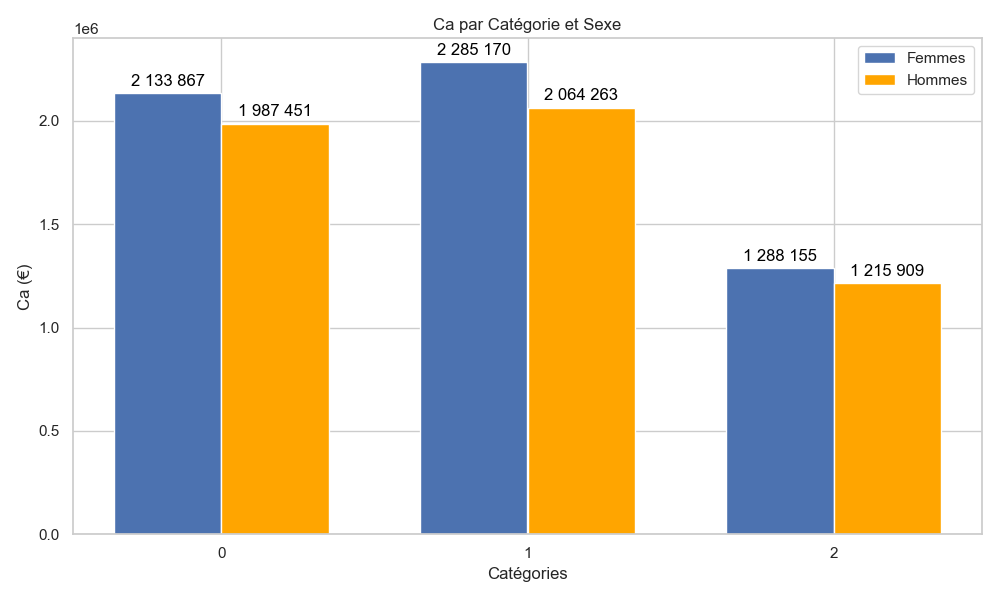 Ca par Catégorie et Sexe
1e6
Femmes
Hommes
2 133 867
1 987 451
2 285 170
2 064 263
1 288 155
1 215 909
2.0
1.5
1.0
0.5
0.0
Ca (€)
0
1
2
Catégories